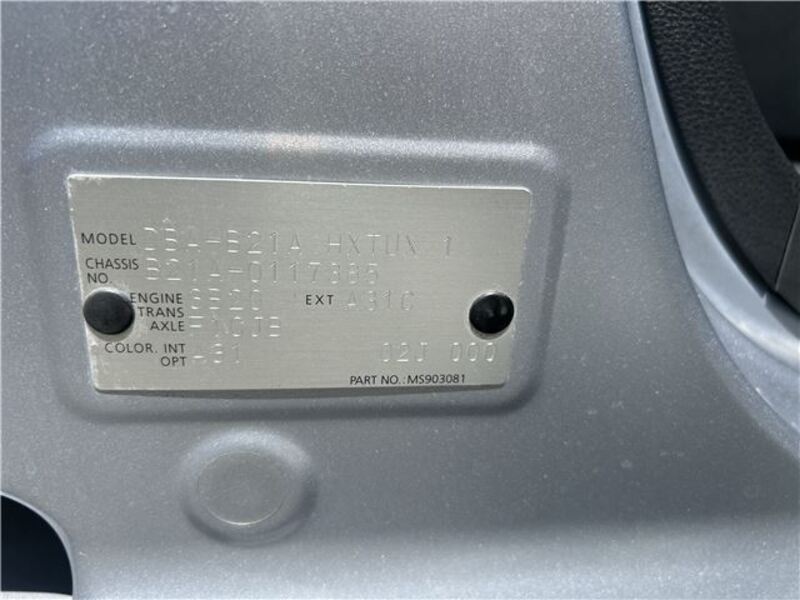 MODEL DBA-B21A HXTUX 1
CHASSIS NO. B21A-0117385
ENGINE 3B20 EXT A31C
TRANS AXLE F1CJB
COLOR. INT OPT 02J 000
PART NO.:MS903081